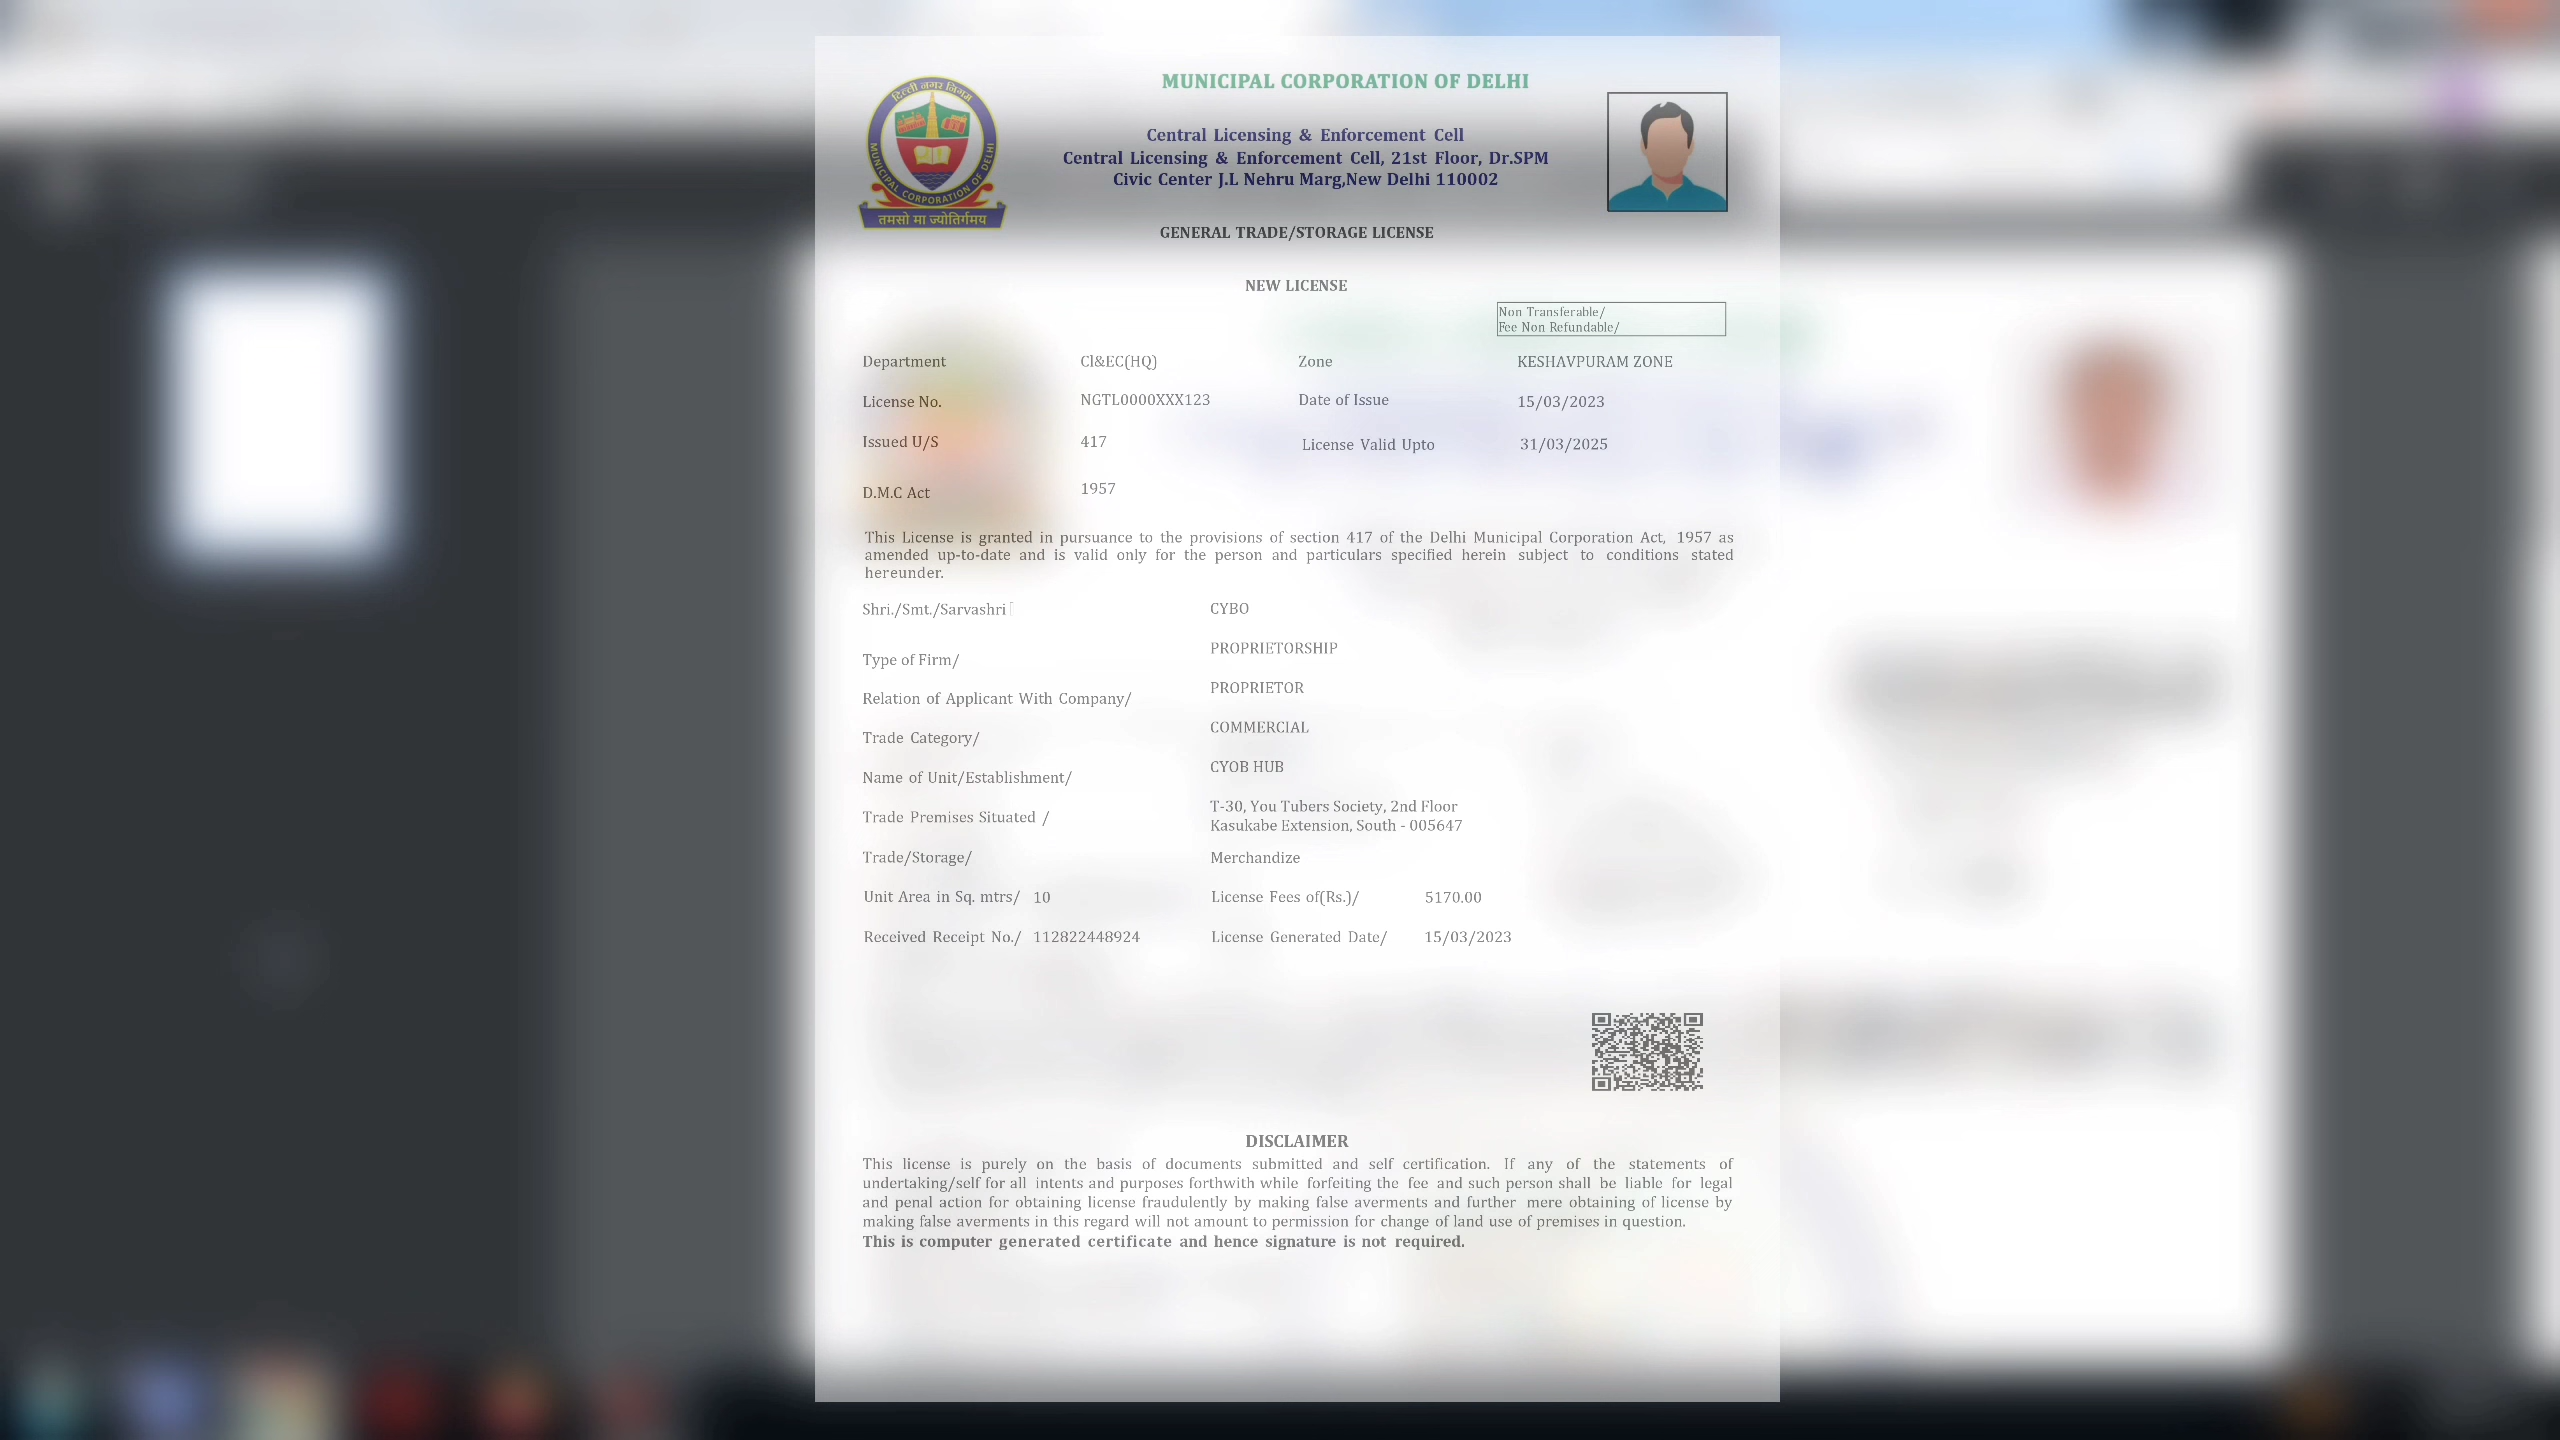 MUNICIPAL CORPORATION OF DELHI
दिल्ली नगर निगम
MUNICIPAL CORPORATION OF DELHI
तमसो मा ज्योतिर्गमय
Central Licensing & Enforcement Cell
Central Licensing & Enforcement Cell, 21st Floor, Dr.SPM
Civic Center J.L Nehru Marg,New Delhi 110002
GENERAL TRADE/STORAGE LICENSE
NEW LICENSE
Non Transferable/
Fee Non Refundable/
Department Cl&EC(HQ) Zone KESHAVPURAM ZONE
License No. NGTL0000XXX123 Date of Issue 15/03/2023
Issued U/S 417 License Valid Upto 31/03/2025
D.M.C Act 1957
This License is granted in pursuance to the provisions of section 417 of the Delhi Municipal Corporation Act, 1957 as
amended up-to-date and is valid only for the person and particulars specified herein subject to conditions stated
hereunder.
Shri./Smt./Sarvashri CYBO
Type of Firm/ PROPRIETORSHIP
Relation of Applicant With Company/ PROPRIETOR
Trade Category/ COMMERCIAL
Name of Unit/Establishment/ CYOB HUB
Trade Premises Situated / T-30, You Tubers Society, 2nd Floor
Kasukabe Extension, South - 005647
Trade/Storage/ Merchandize
Unit Area in Sq. mtrs/ 10 License Fees of(Rs.)/ 5170.00
Received Receipt No./ 112822448924 License Generated Date/ 15/03/2023
DISCLAIMER
This license is purely on the basis of documents submitted and self certification. If any of the statements of
undertaking/self for all intents and purposes forthwith while forfeiting the fee and such person shall be liable for legal
and penal action for obtaining license fraudulently by making false averments and further mere obtaining of license by
making false averments in this regard will not amount to permission for change of land use of premises in question.
This is computer generated certificate and hence signature is not required.